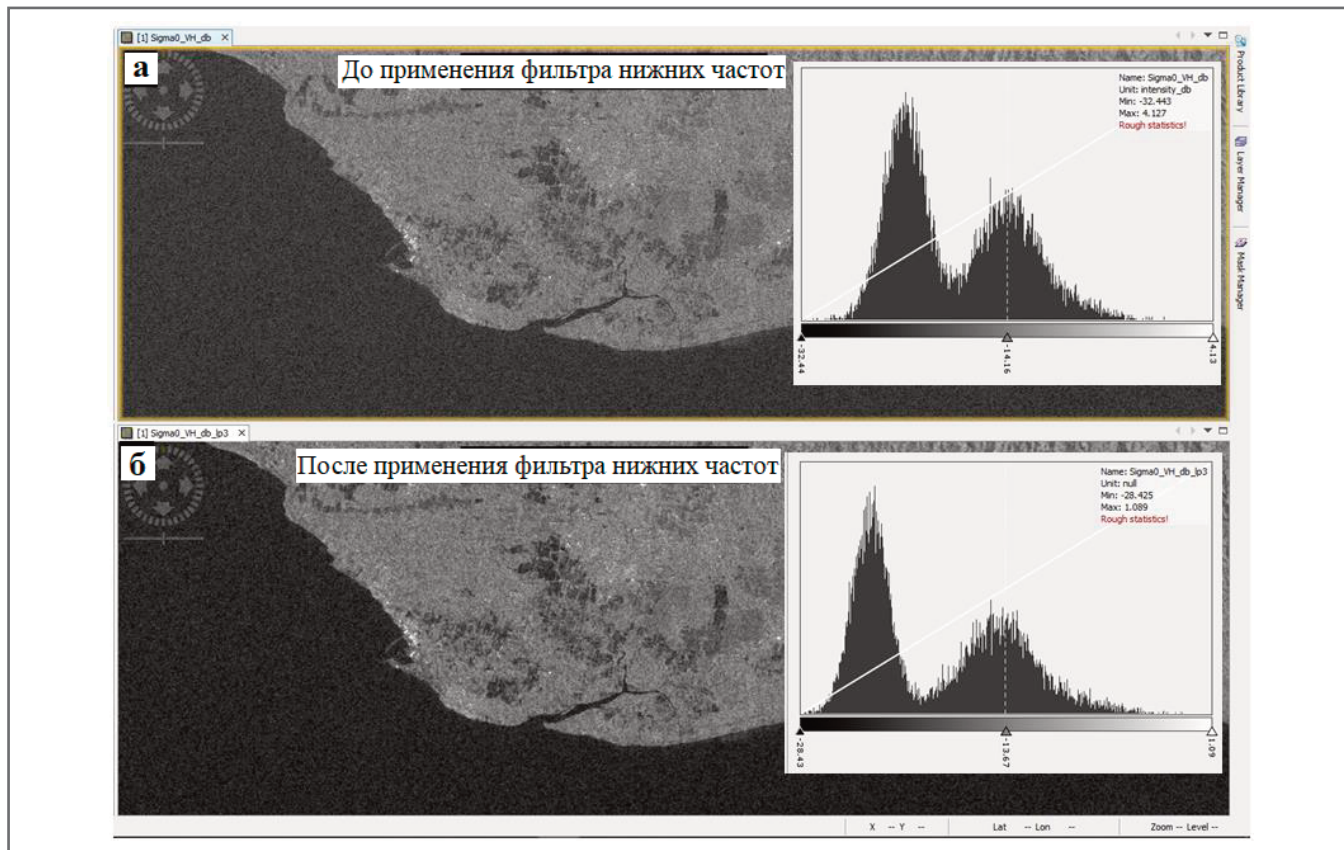 [1] Sigma0_VH_db
а
До применения фильтра нижних частот
Name: Sigma0_VH_db
Unit: intensity_db
Min: -32.443
Max: 4.127
Rough statistics!
-32.44
-14.16
4.13
Product Library
Layer Manager
Mask Manager
[1] Sigma0_VH_db_lp3
б
После применения фильтра нижних частот
Name: Sigma0_VH_db_lp3
Unit: null
Min: -28.425
Max: 1.089
Rough statistics!
-28.43
-13.67
1.09
X -- Y -- Lat -- Lon -- Zoom -- Level --